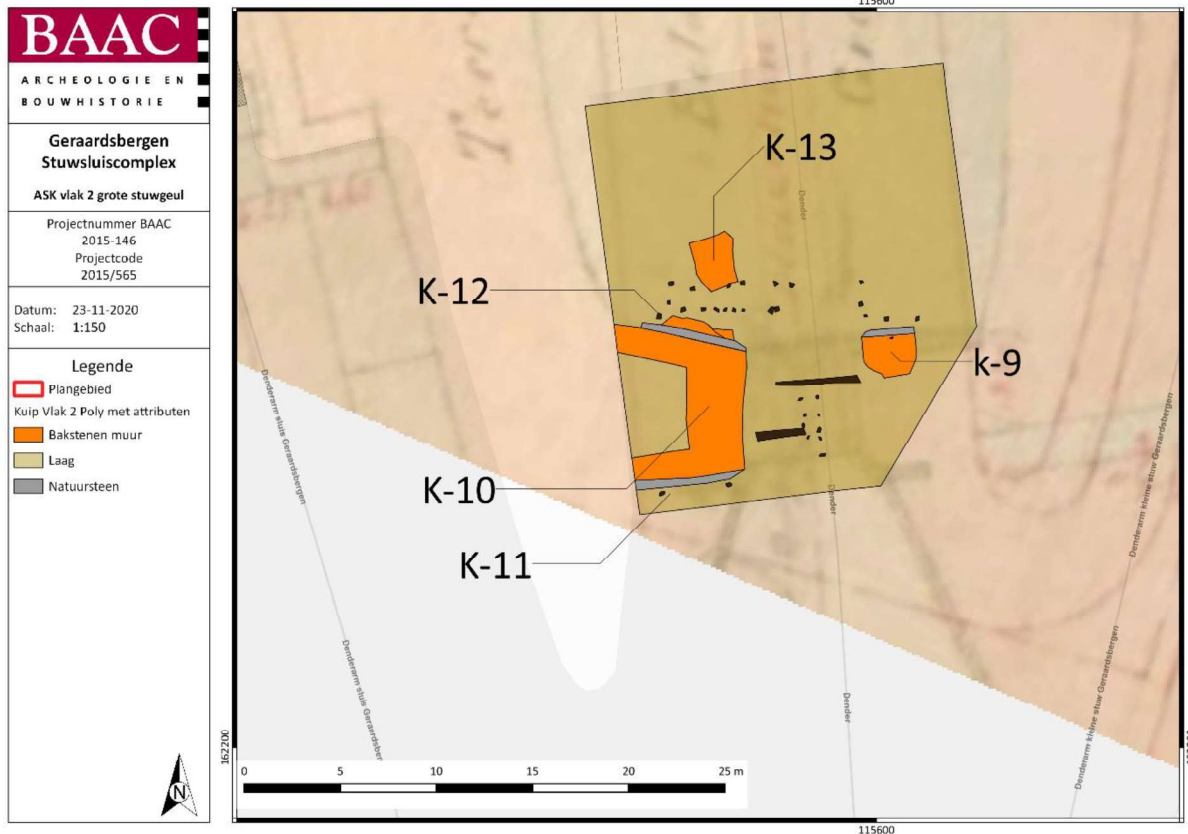 BAAC
ARCHEOLOGIE EN
BOUWHISTORIE
Geraardsbergen
Stuwsluiscomplex
ASK vlak 2 grote stuwgeul
Projectnummer BAAC
2015-146
Projectcode
2015/565
Datum: 23-11-2020
Schaal: 1:150
Legende
Plangebied
Kuip Vlak 2 Poly met attributen
Bakstenen muur
Laag
Natuursteen
N
115600
K-13
K-12
k-9
K-10
K-11
Dender
Dender
Dender
Denderarm sluis Geraardsbergen
Denderarm sluis Geraardsber
Denderarm kleine stuw Geraardsbergen
Denderarm kleine stuw Geraardsbergen
162200
0 5 10 15 20 25 m
115600